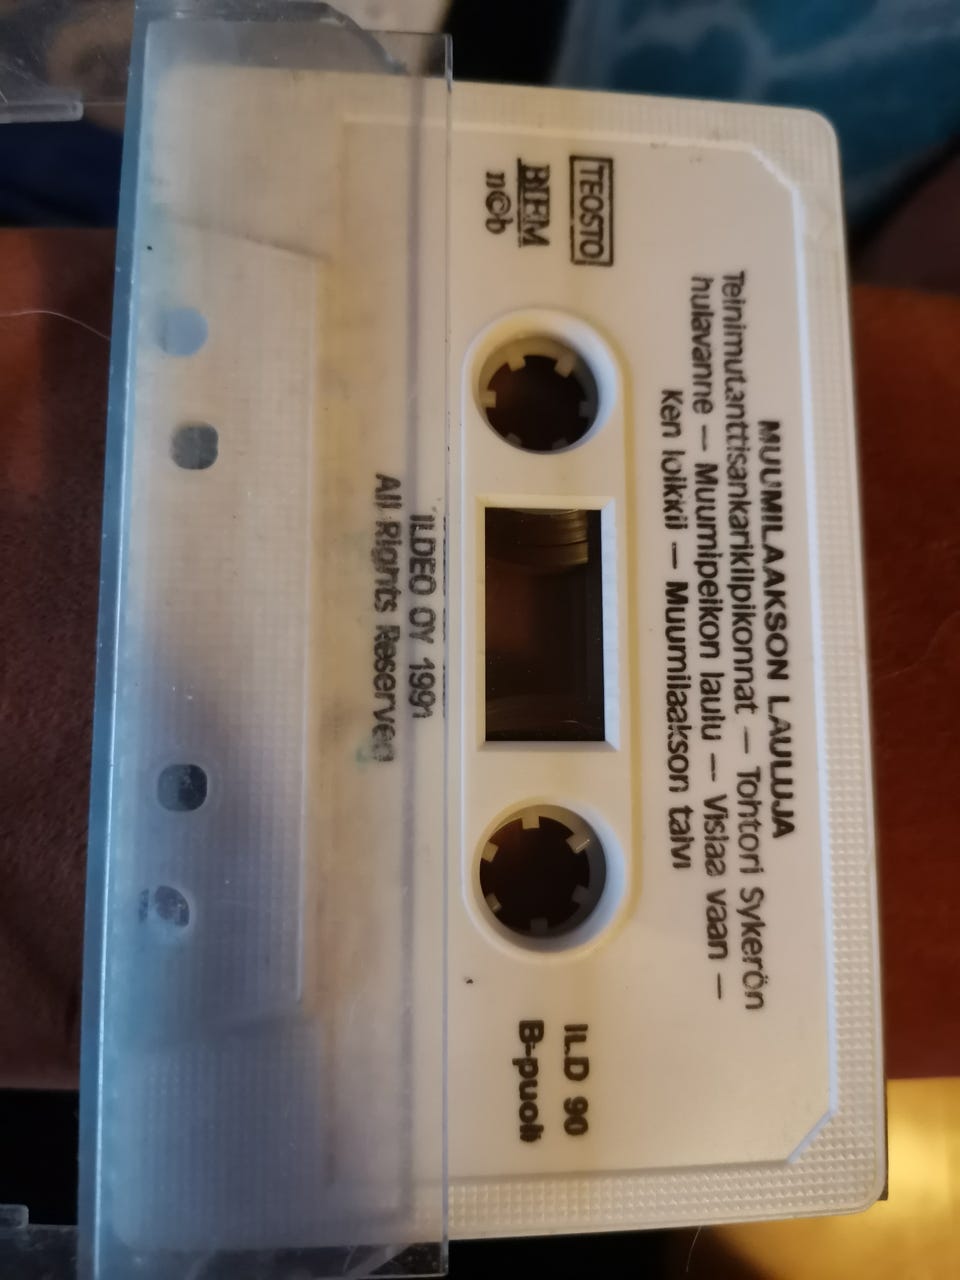 MUUMILAAKSON LAULUJA
Teinimutanttisankarikilpikonnat — Tohtori Sykerön
hulavanne — Muumipeikon laulu — Vislaa vaan —
Ken loikkii — Muumilaakson talvi
TEOSTO
BIEM
n©b
ILD 90
B-puoli
ILDEO OY 1991
All Rights Reserved